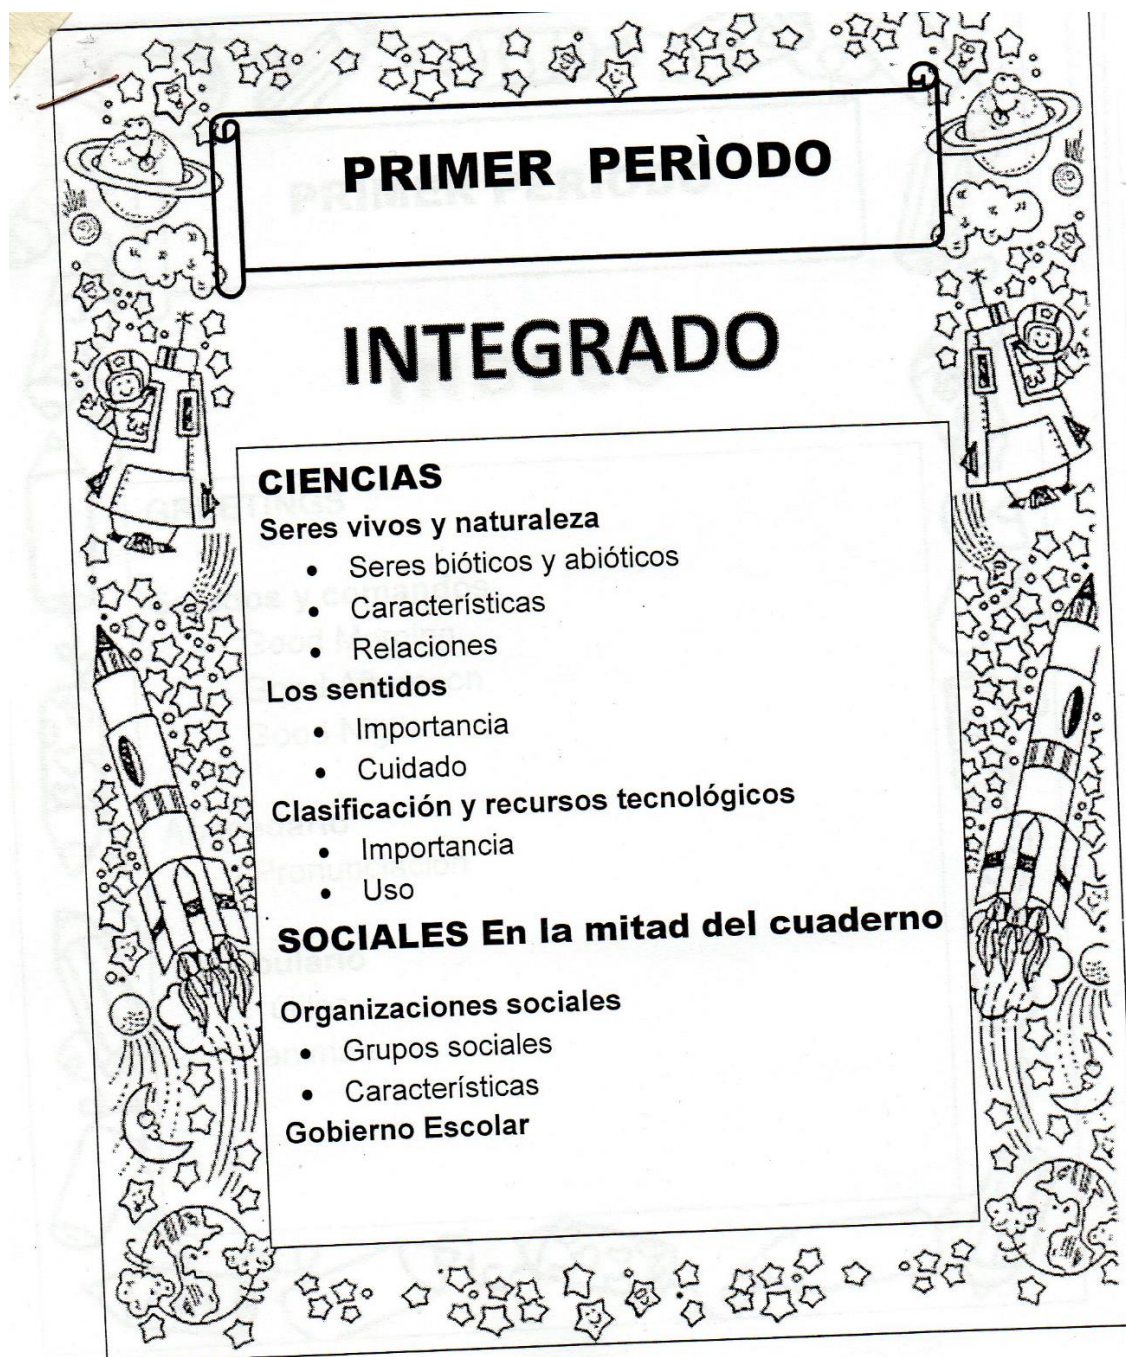 PRIMER PERÌODO
INTEGRADO
CIENCIAS
Seres vivos y naturaleza
• Seres bióticos y abióticos
• Características
• Relaciones
Los sentidos
• Importancia
• Cuidado
Clasificación y recursos tecnológicos
• Importancia
• Uso
SOCIALES En la mitad del cuaderno
Organizaciones sociales
• Grupos sociales
• Características
Gobierno Escolar